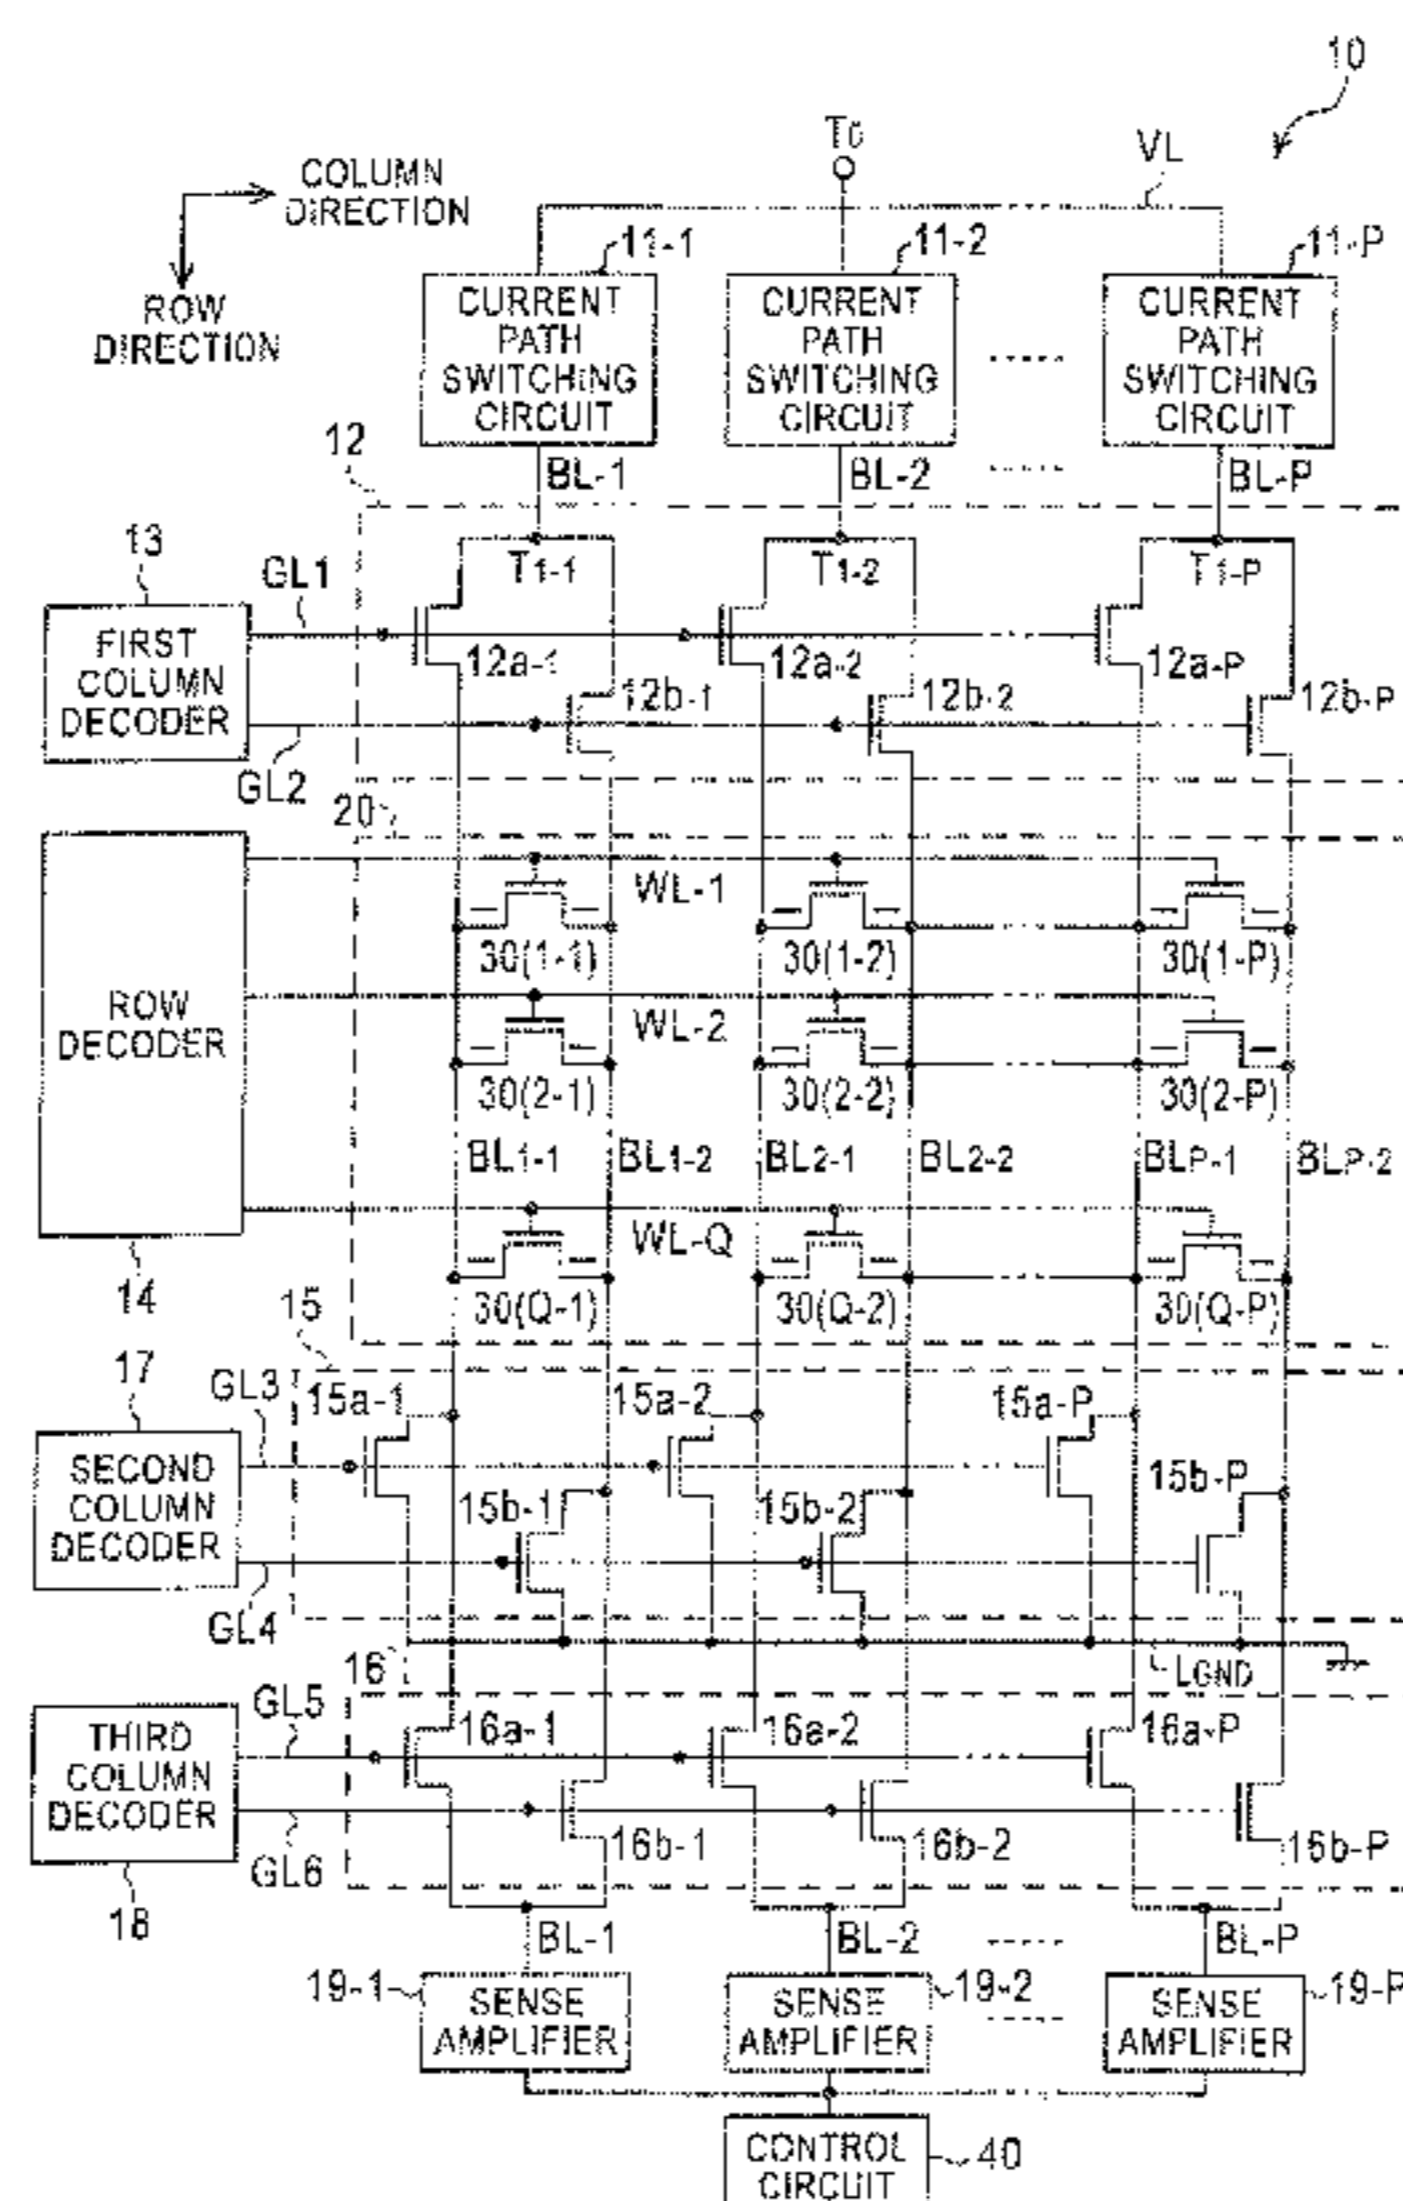 10
T0
VL
COLUMN
DIRECTION
ROW
DIRECTION
11-1
11-2
11-P
CURRENT
PATH
SWITCHING
CIRCUIT
CURRENT
PATH
SWITCHING
CIRCUIT
CURRENT
PATH
SWITCHING
CIRCUIT
12
BL-1
BL-2
BL-P
13
GL1
T1-1
T1-2
T1-P
FIRST
COLUMN
DECODER
12a-1
12a-2
12a-P
12b-1
12b-2
12b-P
GL2
20
WL-1
30(1-1)
30(1-2)
30(1-P)
ROW
DECODER
WL-2
30(2-1)
30(2-2)
30(2-P)
BL1-1
BL1-2
BL2-1
BL2-2
BLP-1
BLP-2
WL-Q
14
15
30(Q-1)
30(Q-2)
30(Q-P)
17
GL3
15a-1
15a-2
15a-P
SECOND
COLUMN
DECODER
15b-1
15b-2
15b-P
GL4
16
LGND
GL5
THIRD
COLUMN
DECODER
16a-1
16a-2
16a-P
16b-1
16b-2
16b-P
GL6
18
BL-1
BL-2
BL-P
19-1
19-2
19-P
SENSE
AMPLIFIER
SENSE
AMPLIFIER
SENSE
AMPLIFIER
CONTROL
CIRCUIT
40